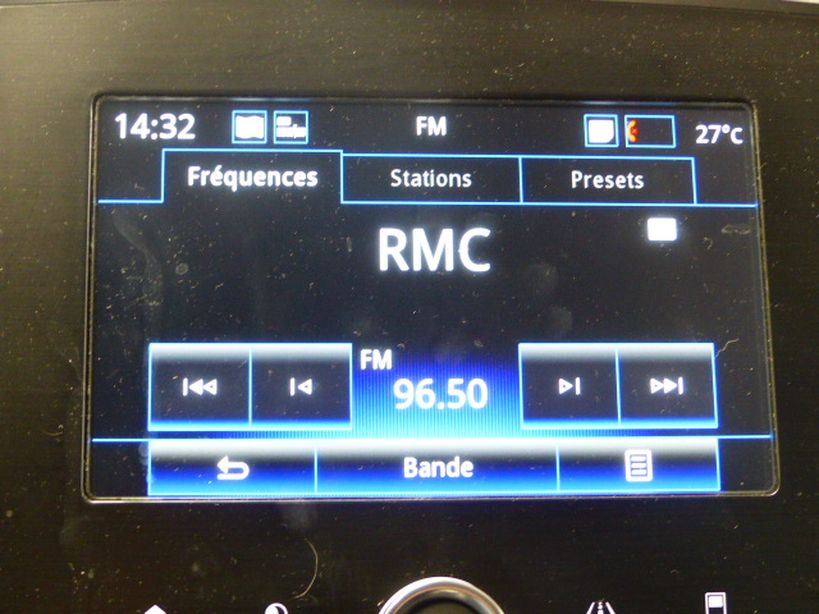 14:32 FM 27°C
Fréquences Stations Presets
RMC
FM
96.50
Bande